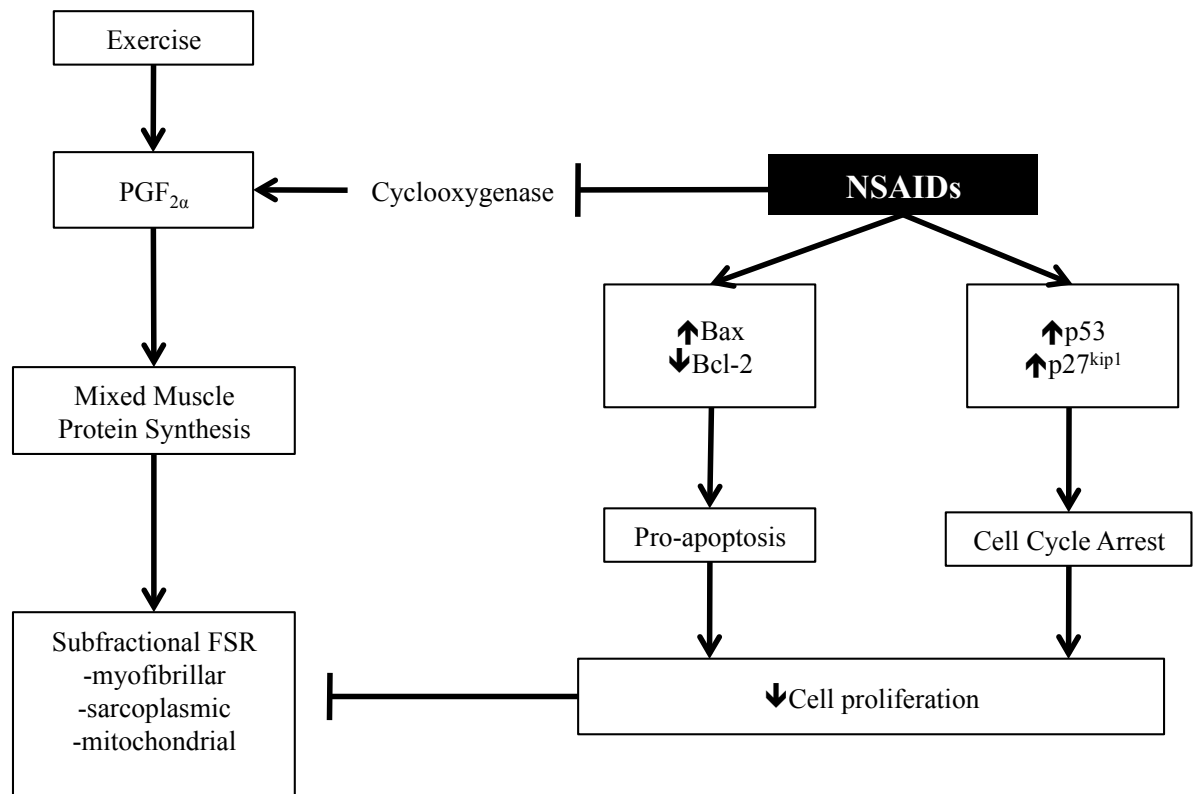 Exercise
PGF2α
Cyclooxygenase
NSAIDs
↑Bax
↓Bcl-2
↑p53
↑p27kip1
Mixed Muscle
Protein Synthesis
Pro-apoptosis
Cell Cycle Arrest
Subfractional FSR
-myofibrillar
-sarcoplasmic
-mitochondrial
↓Cell proliferation